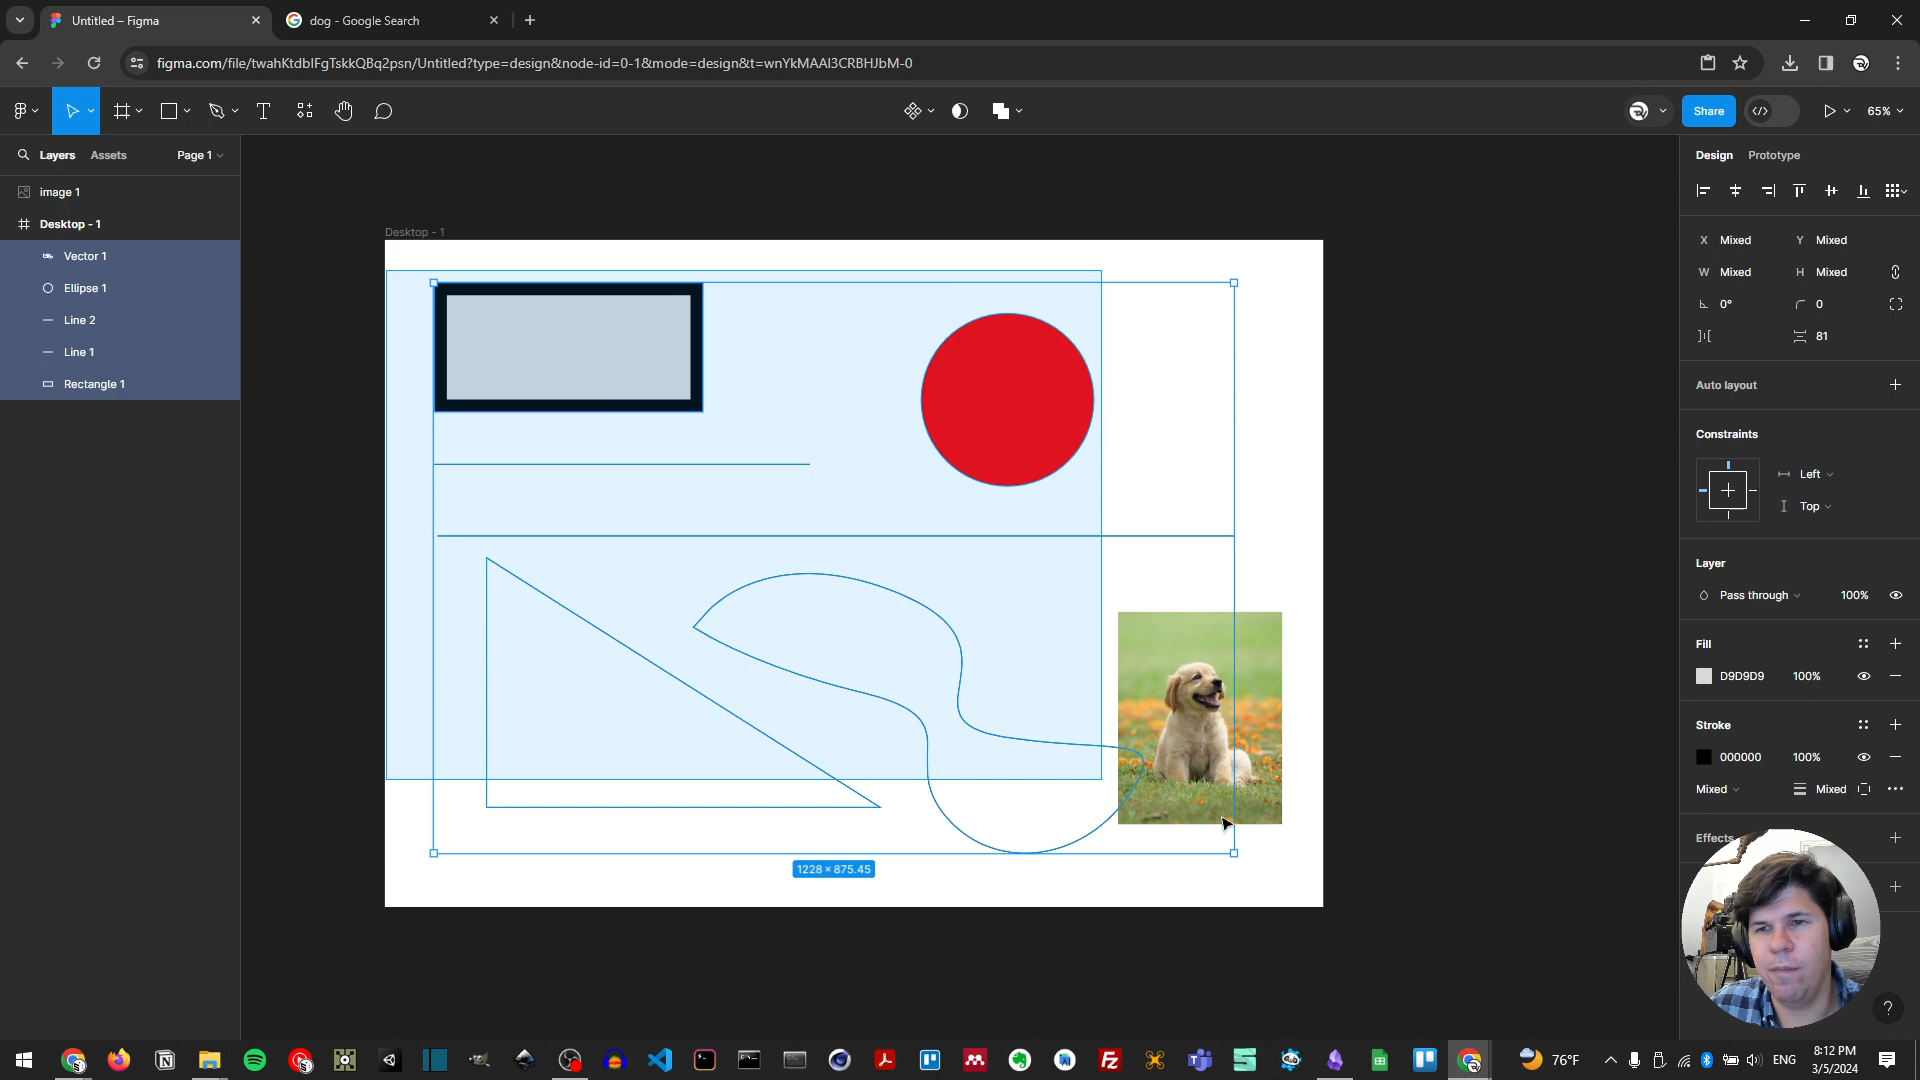 Untitled – Figma
dog - Google Search
figma.com/file/twahKtdbIFgTskkQBq2psn/Untitled?type=design&node-id=0-1&mode=design&t=wnYkMAAl3CRBHJbM-0
Share
65%
Layers
Assets
Page 1
Design
Prototype
image 1
Desktop - 1
Vector 1
Ellipse 1
Line 2
Line 1
Rectangle 1
Desktop - 1
1228 × 875.45
X Mixed
Y Mixed
W Mixed
H Mixed
0°
0
81
Auto layout
Constraints
Left
Top
Layer
Pass through
100%
Fill
D9D9D9
100%
Stroke
000000
100%
Mixed
Mixed
Effects
?
76°F
ENG
8:12 PM
3/5/2024